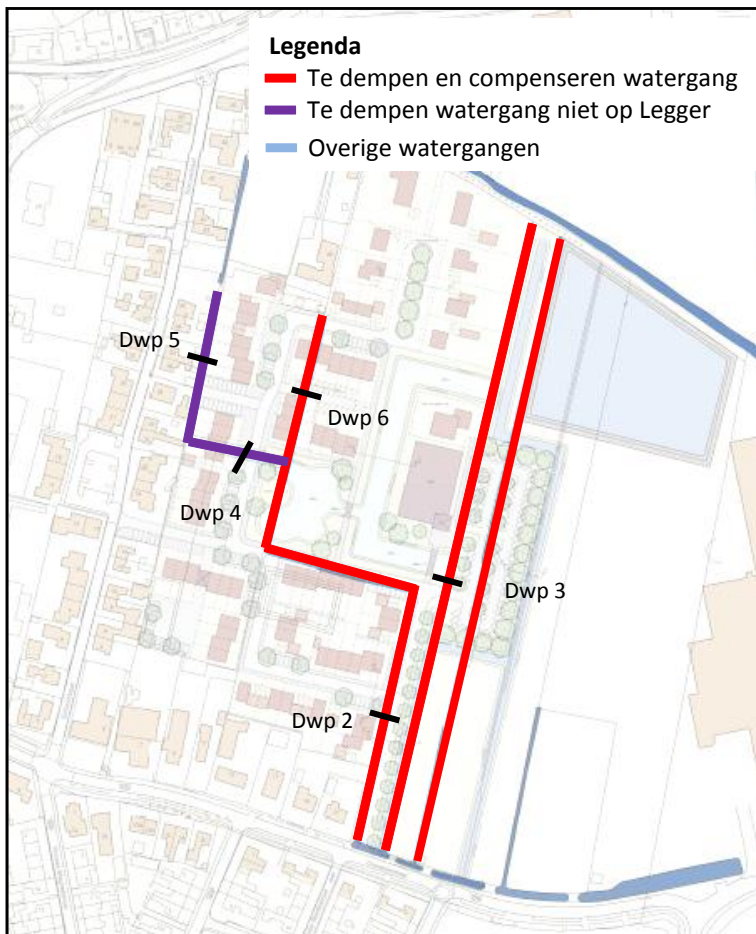 Legenda
Te dempen en compenseren watergang
Te dempen watergang niet op Legger
Overige watergangen
Dwp 5
Dwp 6
Dwp 4
Dwp 3
Dwp 2